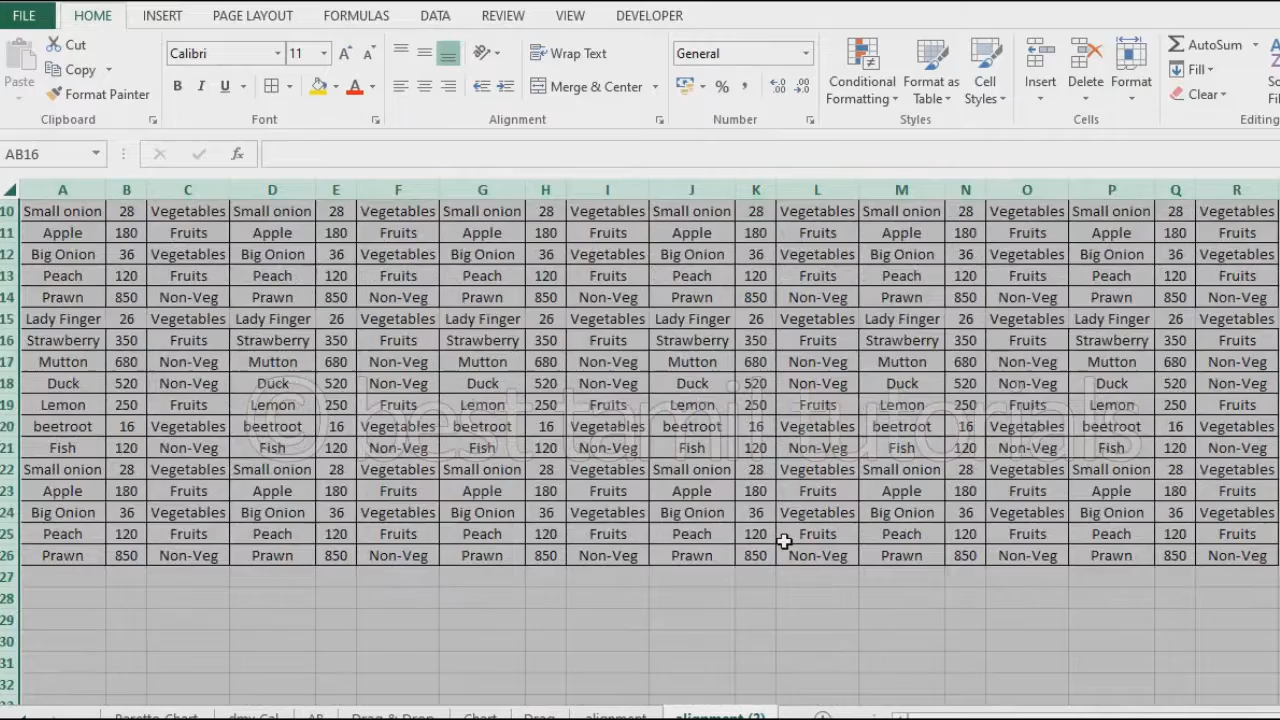 FILE HOME INSERT PAGE LAYOUT FORMULAS DATA REVIEW VIEW DEVELOPER
Paste
Cut
Copy
Format Painter
Clipboard
Calibri 11
B I U
Font
Wrap Text
Merge & Center
Alignment
General
%
Number
Conditional Formatting
Format as Table
Cell Styles
Styles
Insert
Delete
Format
Cells
AutoSum
Fill
Clear
Editing
AB16 fx
A B C D E F G H I J K L M N O P Q R
10 Small onion 28 Vegetables Small onion 28 Vegetables Small onion 28 Vegetables Small onion 28 Vegetables Small onion 28 Vegetables Small onion 28 Vegetables
11 Apple 180 Fruits Apple 180 Fruits Apple 180 Fruits Apple 180 Fruits Apple 180 Fruits Apple 180 Fruits
12 Big Onion 36 Vegetables Big Onion 36 Vegetables Big Onion 36 Vegetables Big Onion 36 Vegetables Big Onion 36 Vegetables Big Onion 36 Vegetables
13 Peach 120 Fruits Peach 120 Fruits Peach 120 Fruits Peach 120 Fruits Peach 120 Fruits Peach 120 Fruits
14 Prawn 850 Non-Veg Prawn 850 Non-Veg Prawn 850 Non-Veg Prawn 850 Non-Veg Prawn 850 Non-Veg Prawn 850 Non-Veg
15 Lady Finger 26 Vegetables Lady Finger 26 Vegetables Lady Finger 26 Vegetables Lady Finger 26 Vegetables Lady Finger 26 Vegetables Lady Finger 26 Vegetables
16 Strawberry 350 Fruits Strawberry 350 Fruits Strawberry 350 Fruits Strawberry 350 Fruits Strawberry 350 Fruits Strawberry 350 Fruits
17 Mutton 680 Non-Veg Mutton 680 Non-Veg Mutton 680 Non-Veg Mutton 680 Non-Veg Mutton 680 Non-Veg Mutton 680 Non-Veg
18 Duck 520 Non-Veg Duck 520 Non-Veg Duck 520 Non-Veg Duck 520 Non-Veg Duck 520 Non-Veg Duck 520 Non-Veg
19 Lemon 250 Fruits Lemon 250 Fruits Lemon 250 Fruits Lemon 250 Fruits Lemon 250 Fruits Lemon 250 Fruits
© best tamil tutorials
20 beetroot 16 Vegetables beetroot 16 Vegetables beetroot 16 Vegetables beetroot 16 Vegetables beetroot 16 Vegetables beetroot 16 Vegetables
21 Fish 120 Non-Veg Fish 120 Non-Veg Fish 120 Non-Veg Fish 120 Non-Veg Fish 120 Non-Veg Fish 120 Non-Veg
22 Small onion 28 Vegetables Small onion 28 Vegetables Small onion 28 Vegetables Small onion 28 Vegetables Small onion 28 Vegetables Small onion 28 Vegetables
23 Apple 180 Fruits Apple 180 Fruits Apple 180 Fruits Apple 180 Fruits Apple 180 Fruits Apple 180 Fruits
24 Big Onion 36 Vegetables Big Onion 36 Vegetables Big Onion 36 Vegetables Big Onion 36 Vegetables Big Onion 36 Vegetables Big Onion 36 Vegetables
25 Peach 120 Fruits Peach 120 Fruits Peach 120 Fruits Peach 120 Fruits Peach 120 Fruits Peach 120 Fruits
26 Prawn 850 Non-Veg Prawn 850 Non-Veg Prawn 850 Non-Veg Prawn 850 Non-Veg Prawn 850 Non-Veg Prawn 850 Non-Veg
27
28
29
30
31
32
Chart Drag alignment alignment (2)